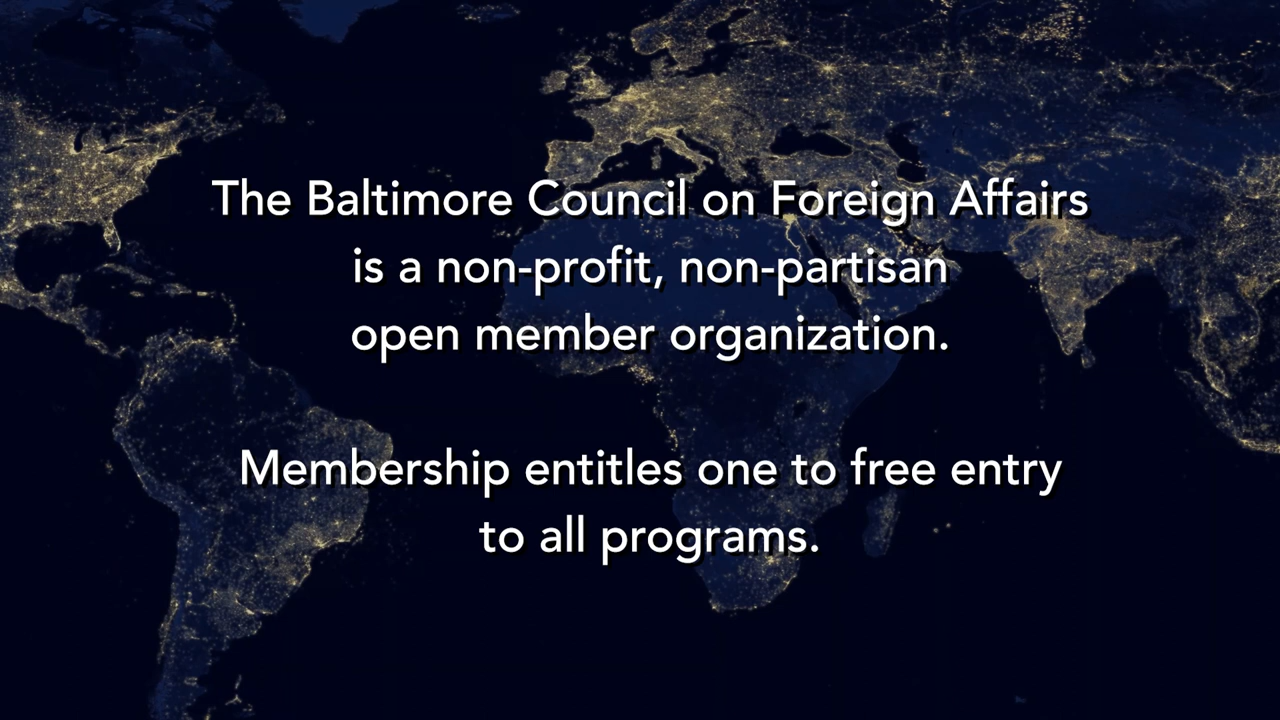 The Baltimore Council on Foreign Affairs
is a non-profit, non-partisan
open member organization.
Membership entitles one to free entry
to all programs.